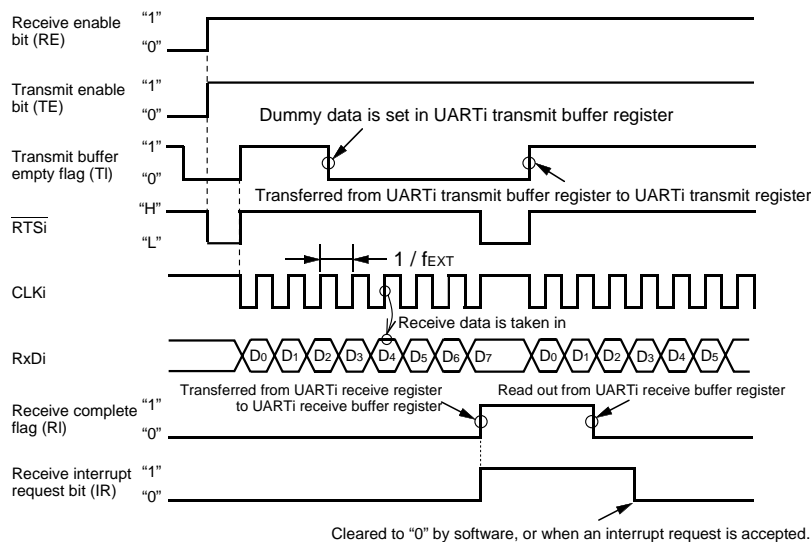 Receive enable
bit (RE)
“1”
“0”
Transmit enable
bit (TE)
“1”
“0”
Dummy data is set in UARTi transmit buffer register
Transmit buffer
empty flag (Tl)
“1”
“0”
Transferred from UARTi transmit buffer register to UARTi transmit register
RTSi
“H”
“L”
1 / fEXT
CLKi
Receive data is taken in
RxDi
D0 D1 D2 D3 D4 D5 D6 D7 D0 D1 D2 D3 D4 D5
Transferred from UARTi receive register
to UARTi receive buffer register
Read out from UARTi receive buffer register
Receive complete
flag (Rl)
“1”
“0”
Receive interrupt
request bit (IR)
“1”
“0”
Cleared to “0” by software, or when an interrupt request is accepted.